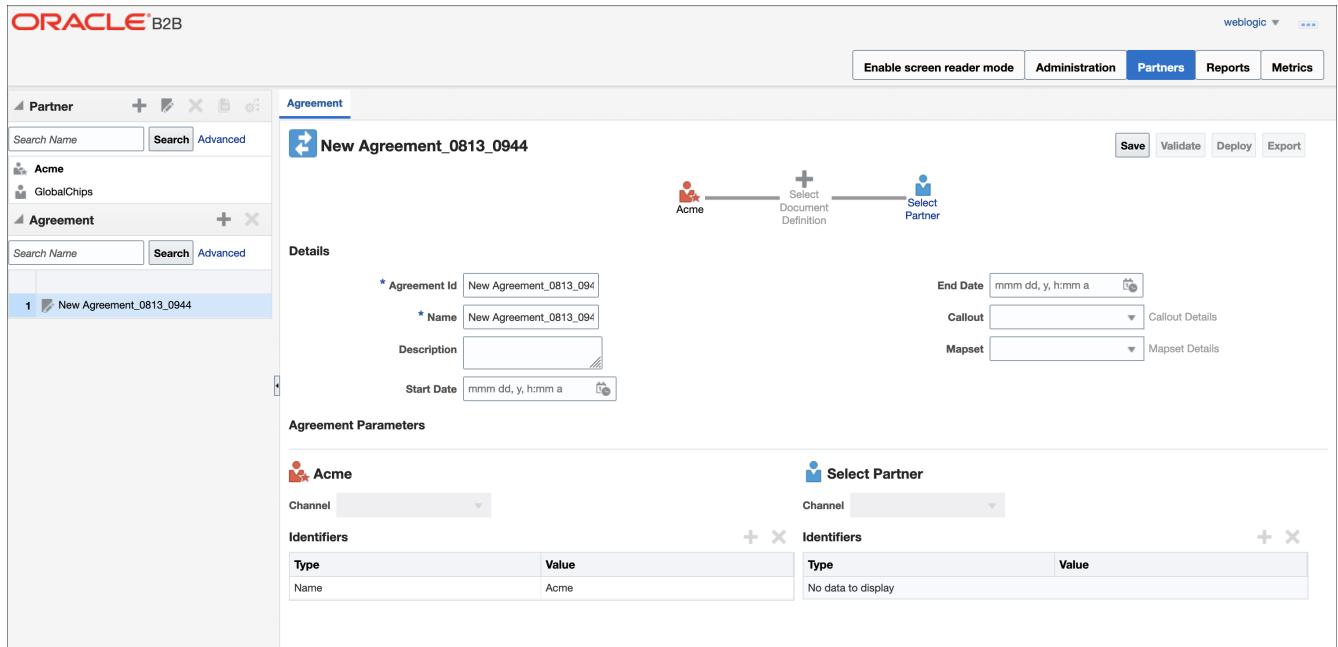 ORACLE® B2B
weblogic
Enable screen reader mode Administration Partners Reports Metrics
Partner
Search Name Search Advanced
Acme
GlobalChips
Agreement
Search Name Search Advanced
1 New Agreement_0813_0944
Agreement
New Agreement_0813_0944
Save Validate Deploy Export
Acme
Select
Document
Definition
Select
Partner
Details
* Agreement Id New Agreement_0813_094
* Name New Agreement_0813_094
Description
Start Date mmm dd, y, h:mm a
End Date mmm dd, y, h:mm a
Callout Callout Details
Mapset Mapset Details
Agreement Parameters
Acme
Channel
Identifiers
Type Value
Name Acme
Select Partner
Channel
Identifiers
Type Value
No data to display